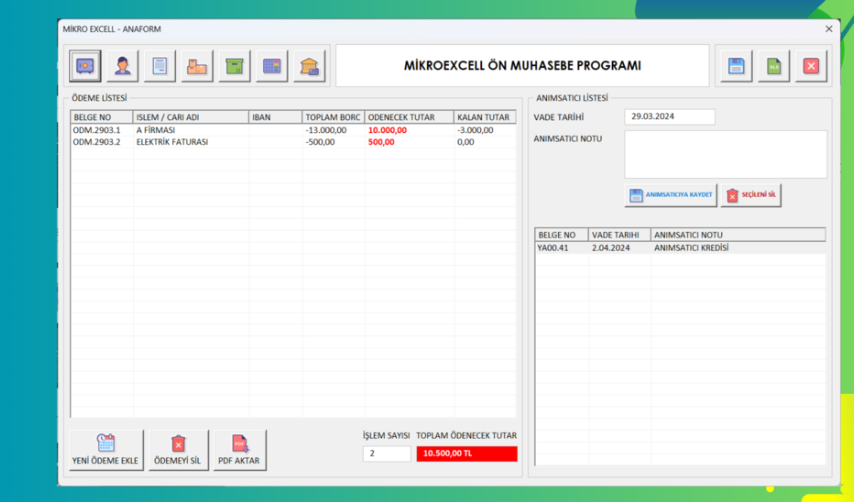 MİKRO EXCELL - ANAFORM
MİKROEXCELL ÖN MUHASEBE PROGRAMI
ÖDEME LİSTESİ
BELGE NO ISLEM / CARI ADI IBAN TOPLAM BORC ODENECEK TUTAR KALAN TUTAR
ODM.2903.1 A FİRMASI -13.000,00 10.000,00 -3.000,00
ODM.2903.2 ELEKTRİK FATURASI -500,00 500,00 0,00
YENİ ÖDEME EKLE
ÖDEMEYİ SİL
PDF AKTAR
İŞLEM SAYISI TOPLAM ÖDENECEK TUTAR
2 10.500,00 TL
ANIMSATICI LİSTESİ
VADE TARİHİ 29.03.2024
ANIMSATICI NOTU
ANIMSATICIYA KAYDET
SEÇİLENİ SİL
BELGE NO VADE TARIHI ANIMSATICI NOTU
YA00.41 2.04.2024 ANIMSATICI KREDİSİ